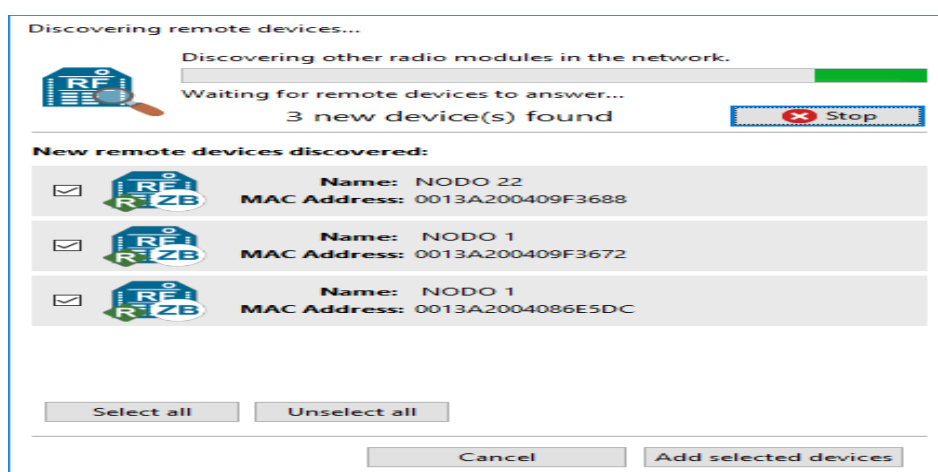 Discovering remote devices...
Discovering other radio modules in the network.
RF
Waiting for remote devices to answer...
3 new device(s) found
Stop
New remote devices discovered:
RF
R ZB
Name: NODO 22
MAC Address: 0013A200409F3688
RF
R ZB
Name: NODO 1
MAC Address: 0013A200409F3672
RF
R ZB
Name: NODO 1
MAC Address: 0013A2004086E5DC
Select all
Unselect all
Cancel
Add selected devices